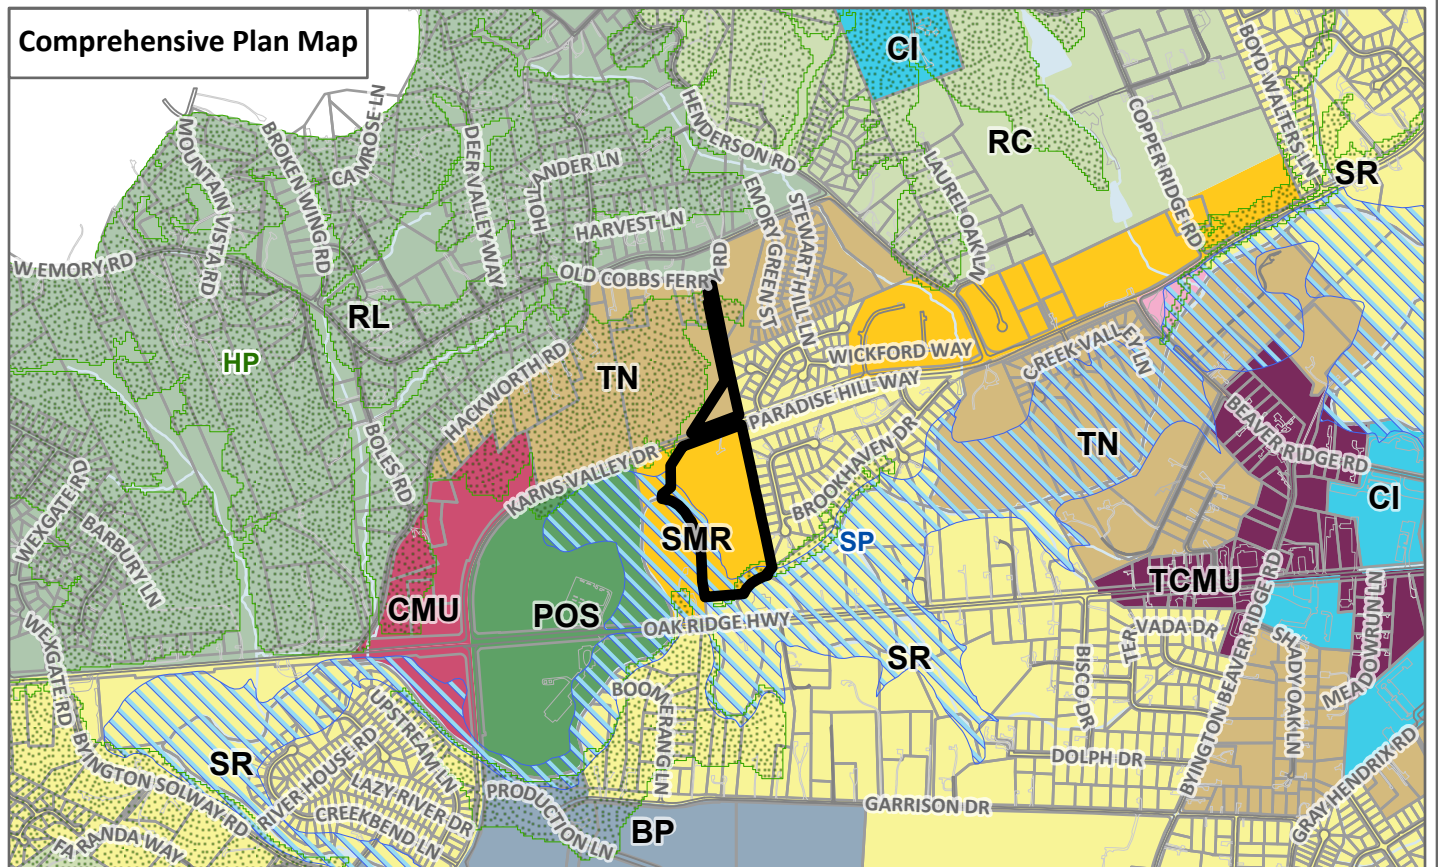 Comprehensive Plan Map
CI
BOYD WATERS LN
MOUNTAIN VISTA RD
BROKEN WING RD
CAMROSE LN
DEER VALLEY WAY
HENDERSON RD
COPPER RIDGE RD
RC
LANDER LN
HOLT
LAUREL OAK LN
SR
EMORY GREEN ST
STEWART HILL LN
HARVEST LN
W EMORY RD
OLD COBBS FERRY RD
RL
HP
WICKFORD WAY
CREEK VALLEY LN
HACKWORTH RD
TN
PARADISE HILL WAY
BEAVER RIDGE RD
TN
BOLES RD
KARNS VALLEY DR
BROOKHAVEN DR
WEXGATE RD
BARBURY LN
CI
SMR
SP
TCMU
CMU
POS
OAK RIDGE HWY
TER
VADA DR
WEXGATE RD
SR
BISCO DR
BYINGTON BEAVER RIDGE RD
SHADY OAK LN
MEADOW RUN LN
BOOMERANG LN
UPSTREAM LN
SR
RIVER HOUSE RD
DOLPH DR
BYINGTON SOLWAY RD
LAZY RIVER DR
GRAY HENDRIX RD
CREEKBEND LN
PRODUCTION LN
GARRISON DR
BP
FARANDA WAY